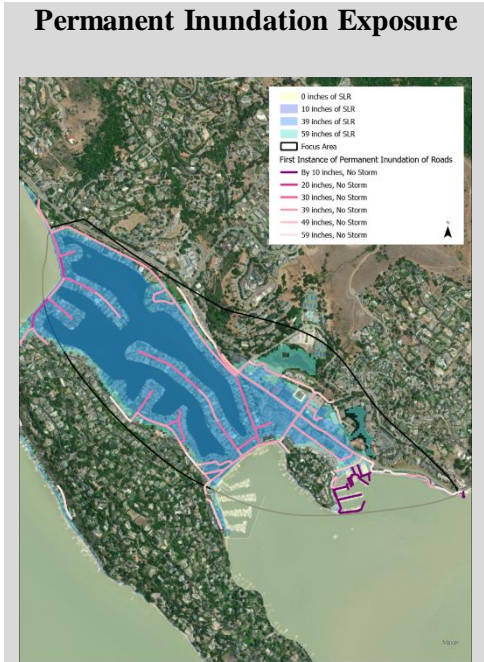 Permanent Inundation Exposure
0 inches of SLR
10 inches of SLR
39 inches of SLR
59 inches of SLR
Focus Area
First Instance of Permanent Inundation of Roads
By 10 inches, No Storm
20 inches, No Storm
30 inches, No Storm
39 inches, No Storm
49 inches, No Storm
59 inches, No Storm
N
Maxar